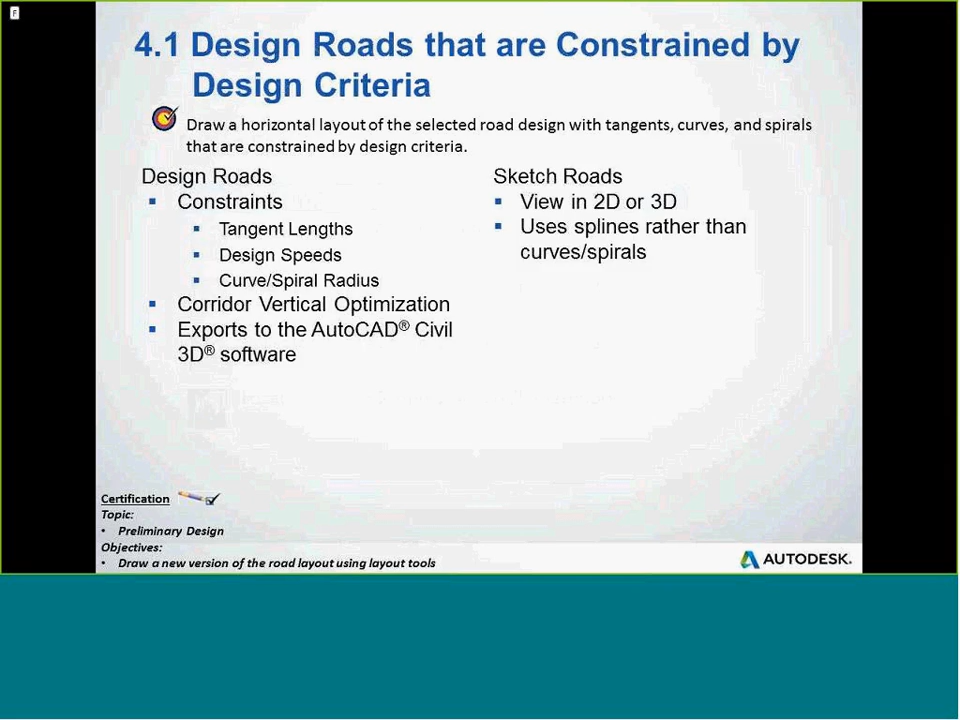 F
4.1 Design Roads that are Constrained by
Design Criteria
Draw a horizontal layout of the selected road design with tangents, curves, and spirals
that are constrained by design criteria.
Design Roads
▪ Constraints
▪ Tangent Lengths
▪ Design Speeds
▪ Curve/Spiral Radius
▪ Corridor Vertical Optimization
▪ Exports to the AutoCAD® Civil
3D® software
Sketch Roads
▪ View in 2D or 3D
▪ Uses splines rather than
curves/spirals
Certification
Topic:
• Preliminary Design
Objectives:
• Draw a new version of the road layout using layout tools
AUTODESK.